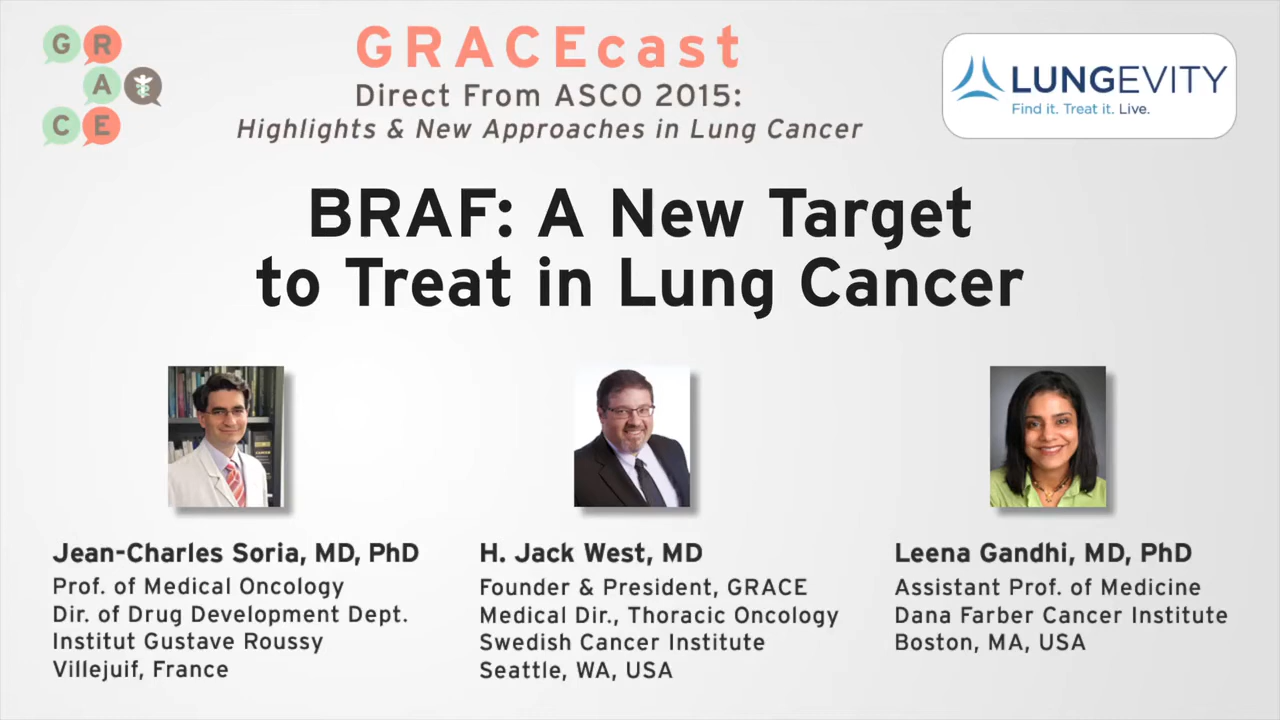 G R A C E
GRACEcast
Direct From ASCO 2015:
Highlights & New Approaches in Lung Cancer
LUNGEVITY
Find it. Treat it. Live.
BRAF: A New Target
to Treat in Lung Cancer
Jean-Charles Soria, MD, PhD
Prof. of Medical Oncology
Dir. of Drug Development Dept.
Institut Gustave Roussy
Villejuif, France
H. Jack West, MD
Founder & President, GRACE
Medical Dir., Thoracic Oncology
Swedish Cancer Institute
Seattle, WA, USA
Leena Gandhi, MD, PhD
Assistant Prof. of Medicine
Dana Farber Cancer Institute
Boston, MA, USA